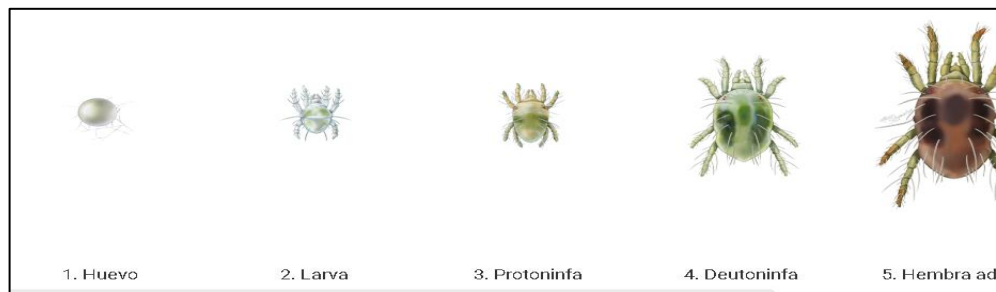 1. Huevo
2. Larva
3. Protoninfa
4. Deutoninfa
5. Hembra ad